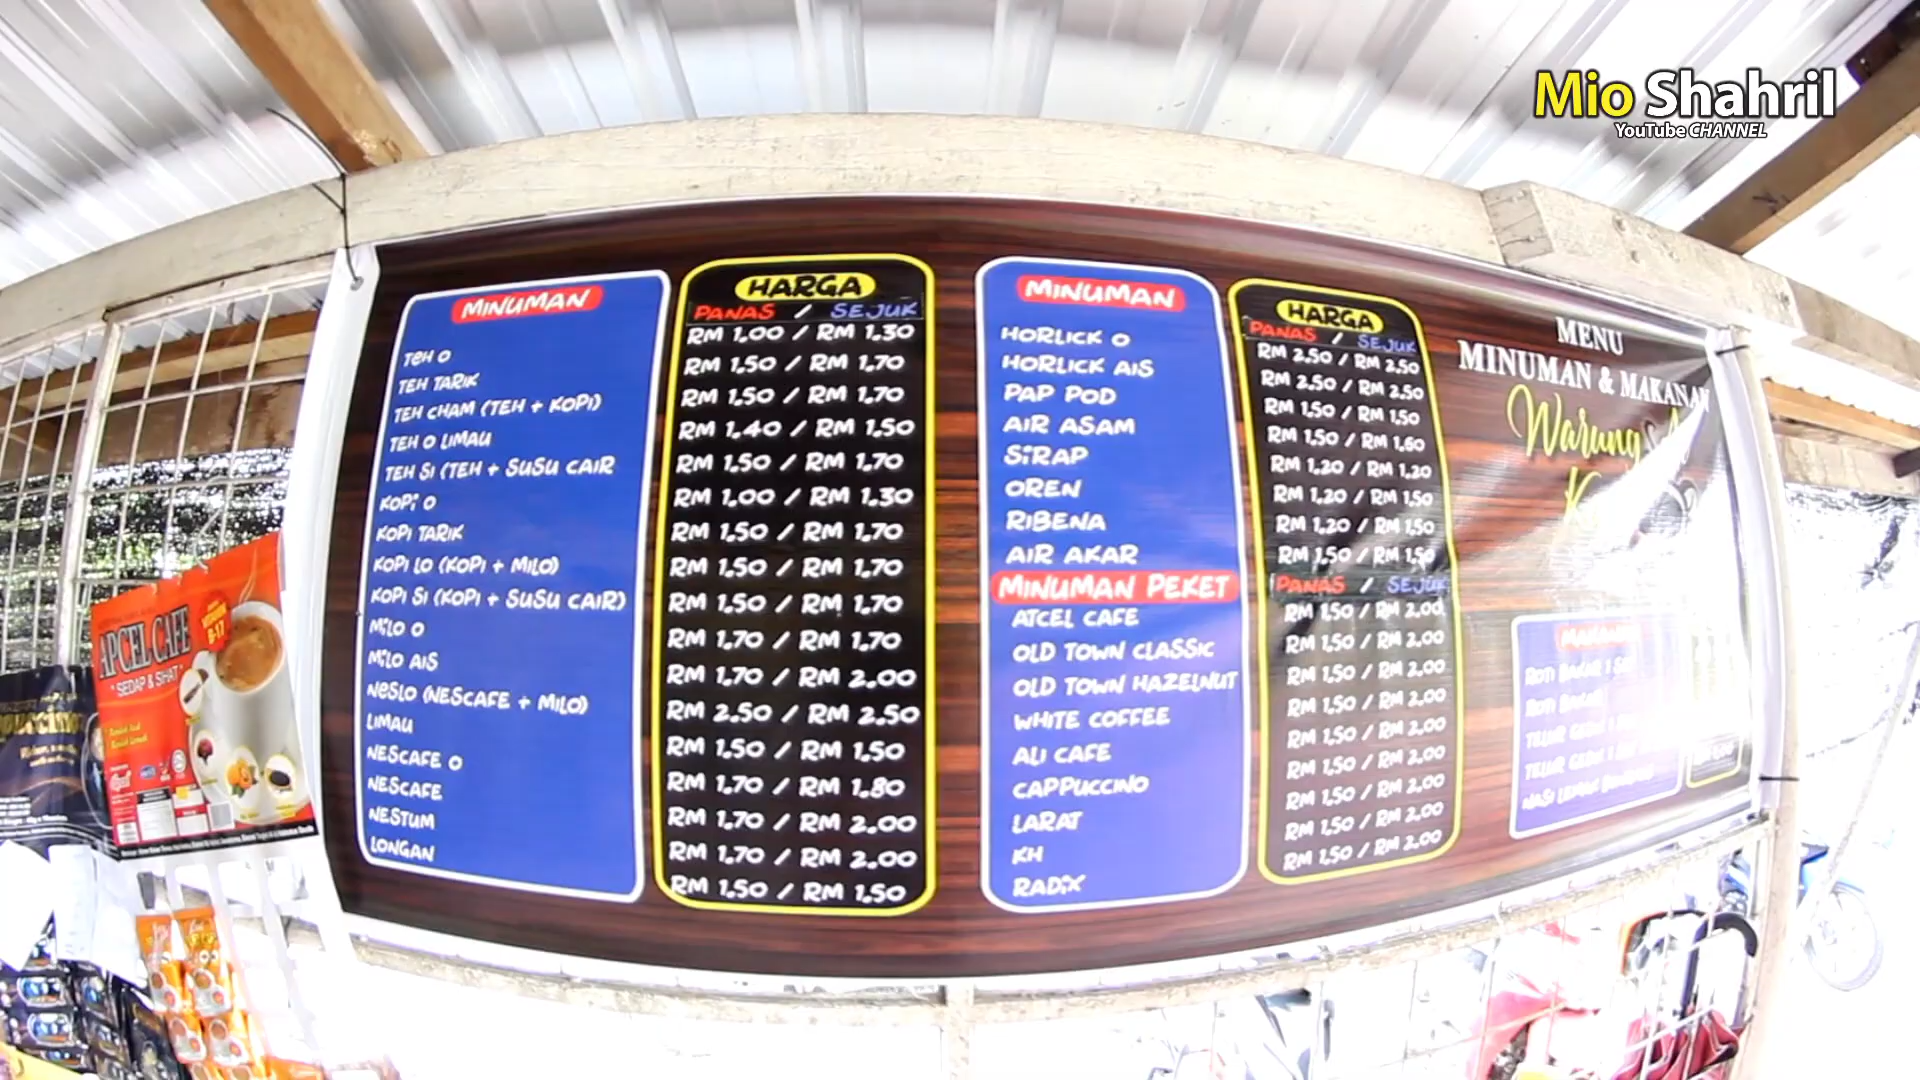 Mio Shahril
YouTube CHANNEL
MINUMAN
TEH O
TEH TARIK
TEH CHAM (TEH + KOPI)
TEH O LIMAU
TEH SI (TEH + SUSU CAIR
KOPI O
KOPI TARIK
KOPI LO (KOPI + MILO)
KOPI SI (KOPI + SUSU CAIR)
MILO O
MILO AIS
NESLO (NESCAFE + MILO)
LIMAU
NESCAFE O
NESCAFE
NESTUM
LONGAN
HARGA
PANAS / SEJUK
RM 1.00 / RM 1.30
RM 1.50 / RM 1.70
RM 1.50 / RM 1.70
RM 1.40 / RM 1.50
RM 1.50 / RM 1.70
RM 1.00 / RM 1.30
RM 1.50 / RM 1.70
RM 1.50 / RM 1.70
RM 1.50 / RM 1.70
RM 1.70 / RM 1.70
RM 1.70 / RM 2.00
RM 2.50 / RM 2.50
RM 1.50 / RM 1.50
RM 1.70 / RM 1.80
RM 1.70 / RM 2.00
RM 1.70 / RM 2.00
RM 1.50 / RM 1.50
MINUMAN
HORLICK O
HORLICK AIS
PAP POD
AIR ASAM
SIRAP
OREN
RIBENA
AIR AKAR
MINUMAN PEKET
ATCEL CAFE
OLD TOWN CLASSIC
OLD TOWN HAZELNUT
WHITE COFFEE
ALI CAFE
CAPPUCCINO
LARAT
KH
RADIX
HARGA
PANAS / SEJUK
RM 2.50 / RM 2.50
RM 2.50 / RM 2.50
RM 1.50 / RM 1.50
RM 1.50 / RM 1.60
RM 1.20 / RM 1.20
RM 1.20 / RM 1.50
RM 1.20 / RM 1.50
RM 1.50 / RM 1.50
PANAS / SEJUK
RM 1.50 / RM 2.00
RM 1.50 / RM 2.00
RM 1.50 / RM 2.00
RM 1.50 / RM 2.00
RM 1.50 / RM 2.00
RM 1.50 / RM 2.00
RM 1.50 / RM 2.00
RM 1.50 / RM 2.00
RM 1.50 / RM 2.00
MENU
MINUMAN & MAKANAN
Warung
ROTI BAKAR 1
ROTI BAKAR
NASI LEMAK
APCEL CAFE
"SEDAP & SIHAT"